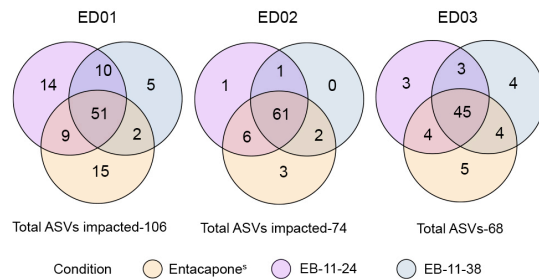 ED01 ED02 ED03
14 10 5 1 1 0 3 3 4
51 61 45
9 2 6 2 4 4
15 3 5
Total ASVs impacted-106 Total ASVs impacted-74 Total ASVs-68
Condition Entacaponeˢ EB-11-24 EB-11-38